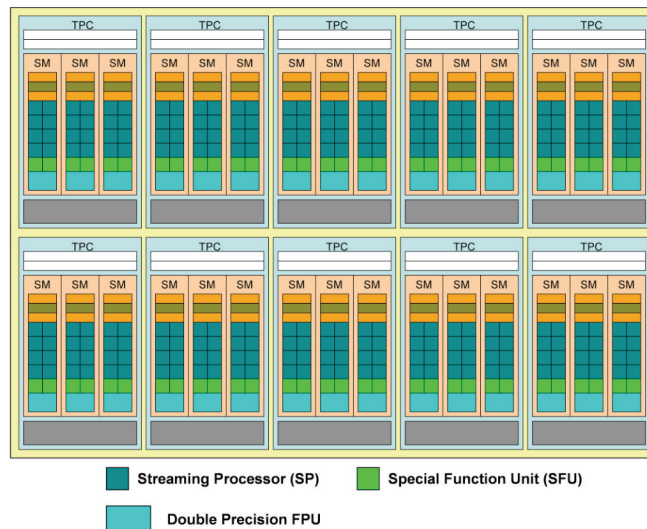 TPC TPC TPC TPC TPC
SM SM SM SM SM SM SM SM SM SM SM SM SM SM SM
TPC TPC TPC TPC TPC
SM SM SM SM SM SM SM SM SM SM SM SM SM SM SM
Streaming Processor (SP) Special Function Unit (SFU)
Double Precision FPU